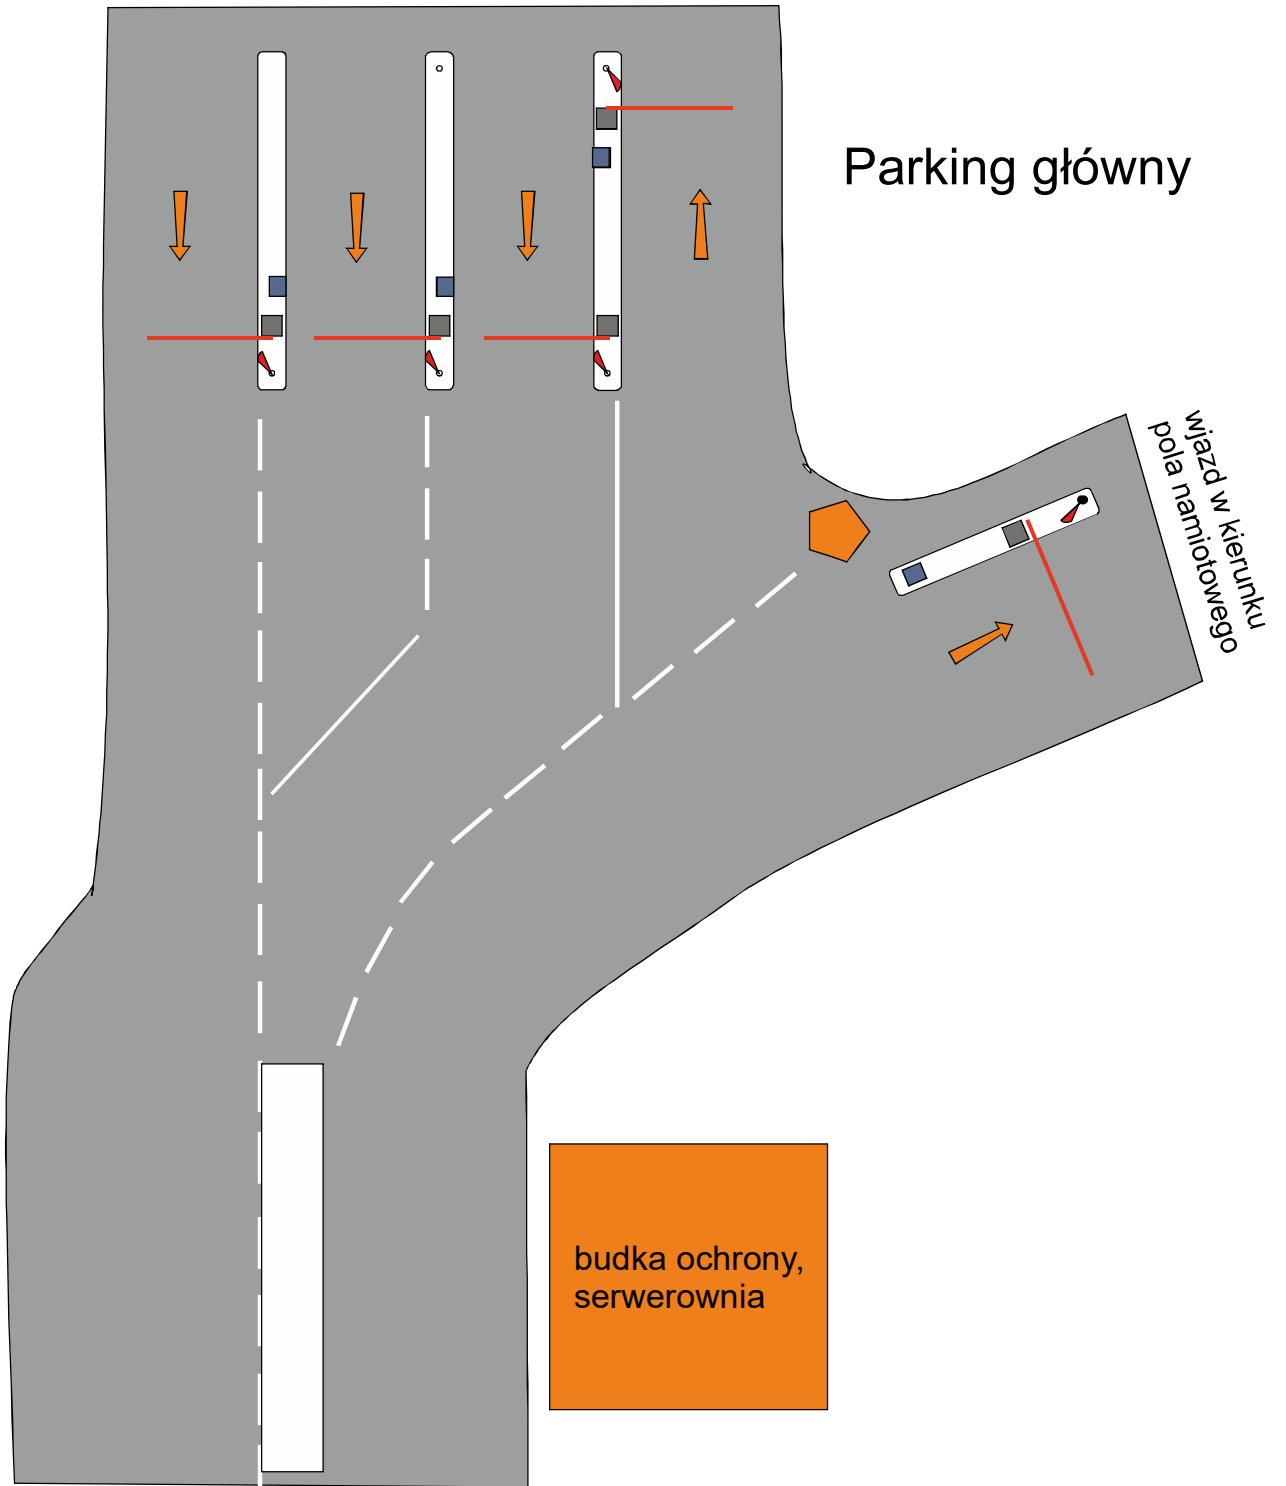 Parking główny
wjazd w kierunku
pola namiotowego
budka ochrony,
serwerownia